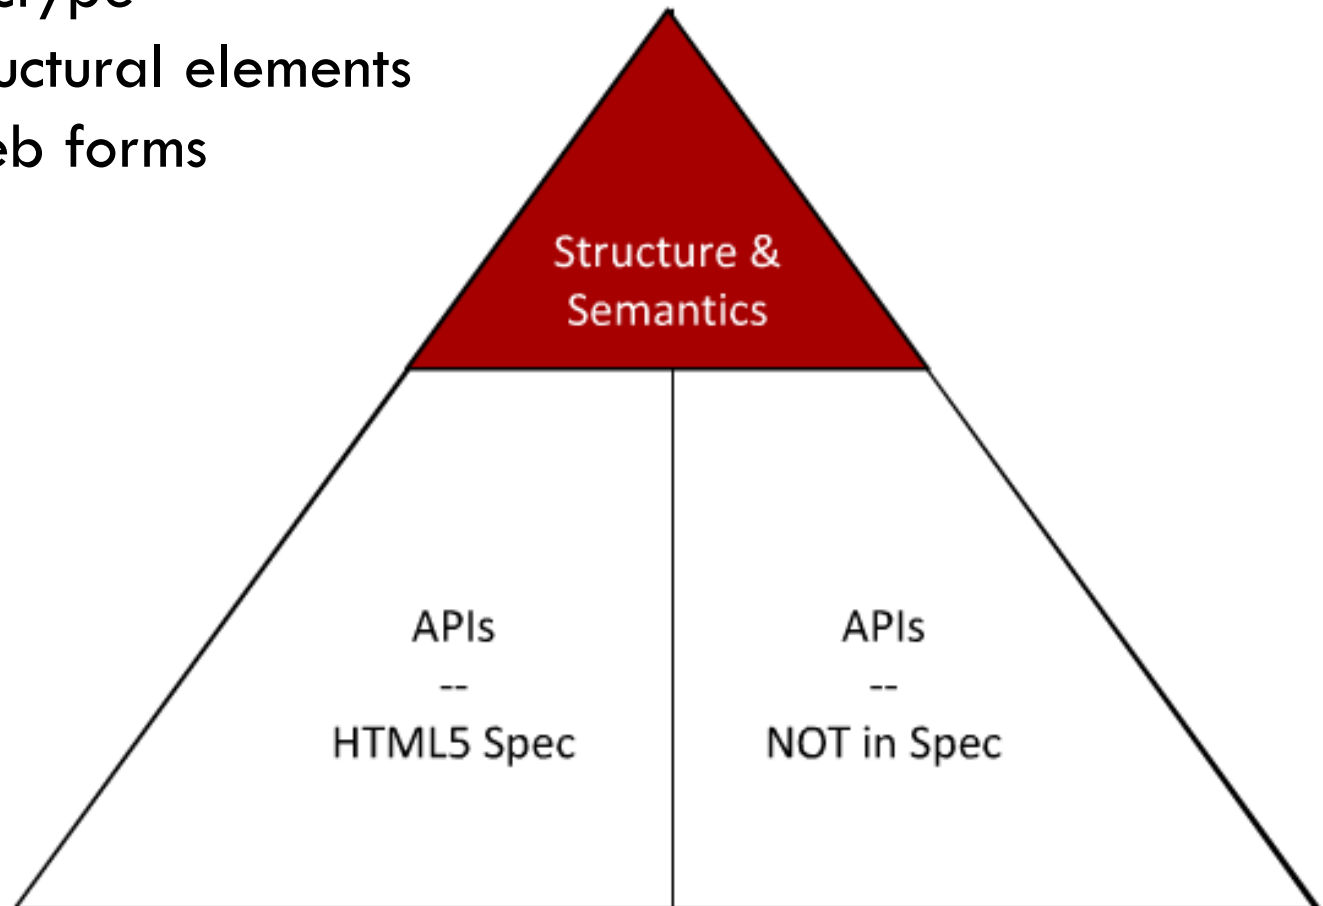 uctural elements
eb forms
Structure &
Semantics
APIs
--
HTML5 Spec
APIs
--
NOT in Spec